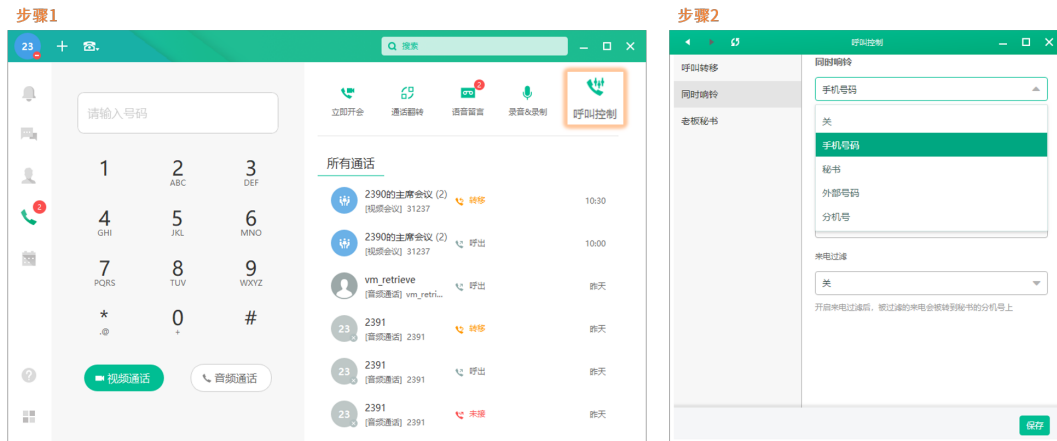 步骤1
23
搜索
请输入号码
1
2
ABC
3
DEF
4
GHI
5
JKL
6
MNO
7
PQRS
8
TUV
9
WXYZ
*
.@
0
+
#
视频通话
音频通话
2
立即开会
通话翻转
2
语音留言
录音&录制
呼叫控制
所有通话
2390的主席会议 (2)
[视频会议] 31237
转移
10:30
2390的主席会议 (2)
[视频会议] 31237
呼出
10:00
vm_retrieve
[音频通话] vm_retri...
呼出
昨天
23
2391
[音频通话] 2391
转移
昨天
23
2391
[音频通话] 2391
呼出
昨天
23
2391
[音频通话] 2391
未接
昨天
步骤2
呼叫控制
呼叫转移
同时响铃
老板秘书
同时响铃
手机号码
关
手机号码
秘书
外部号码
分机号
来电过滤
关
开启来电过滤后，被过滤的来电会被转到秘书的分机号上
保存